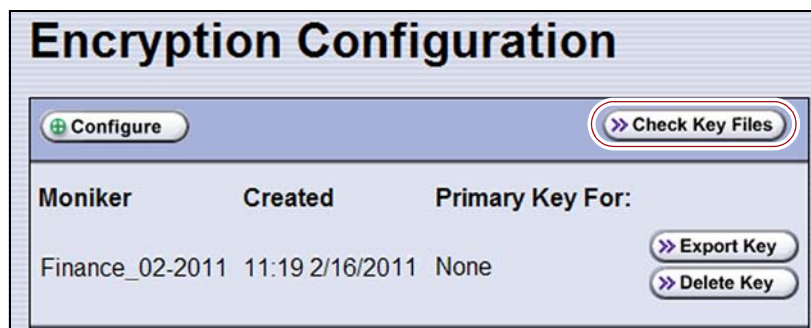 Encryption Configuration
Configure Check Key Files
Moniker Created Primary Key For:
Export Key
Finance_02-2011 11:19 2/16/2011 None
Delete Key